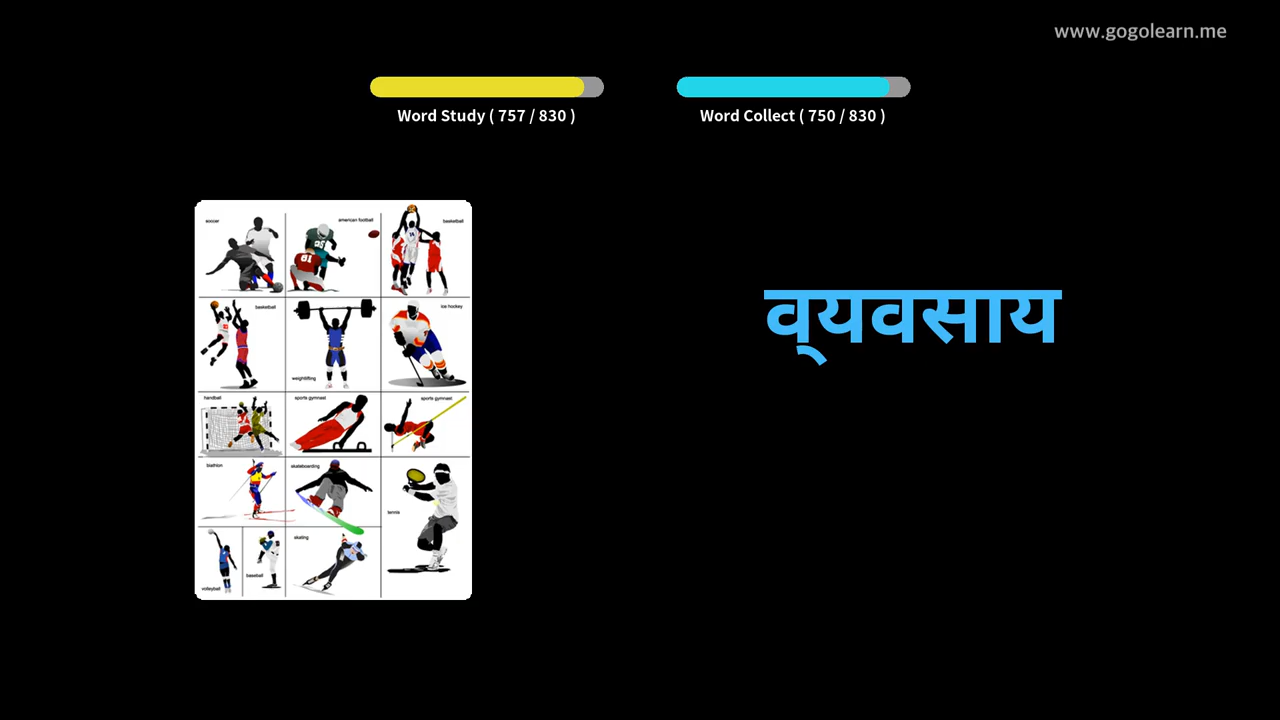 www.gogolearn.me
Word Study ( 757 / 830 )
Word Collect ( 750 / 830 )
soccer
american football
basketball
basketball
weightlifting
ice hockey
handball
sports gymnast
sports gymnast
biathlon
skateboarding
tennis
volleyball
baseball
skating
व्‌यवसाय